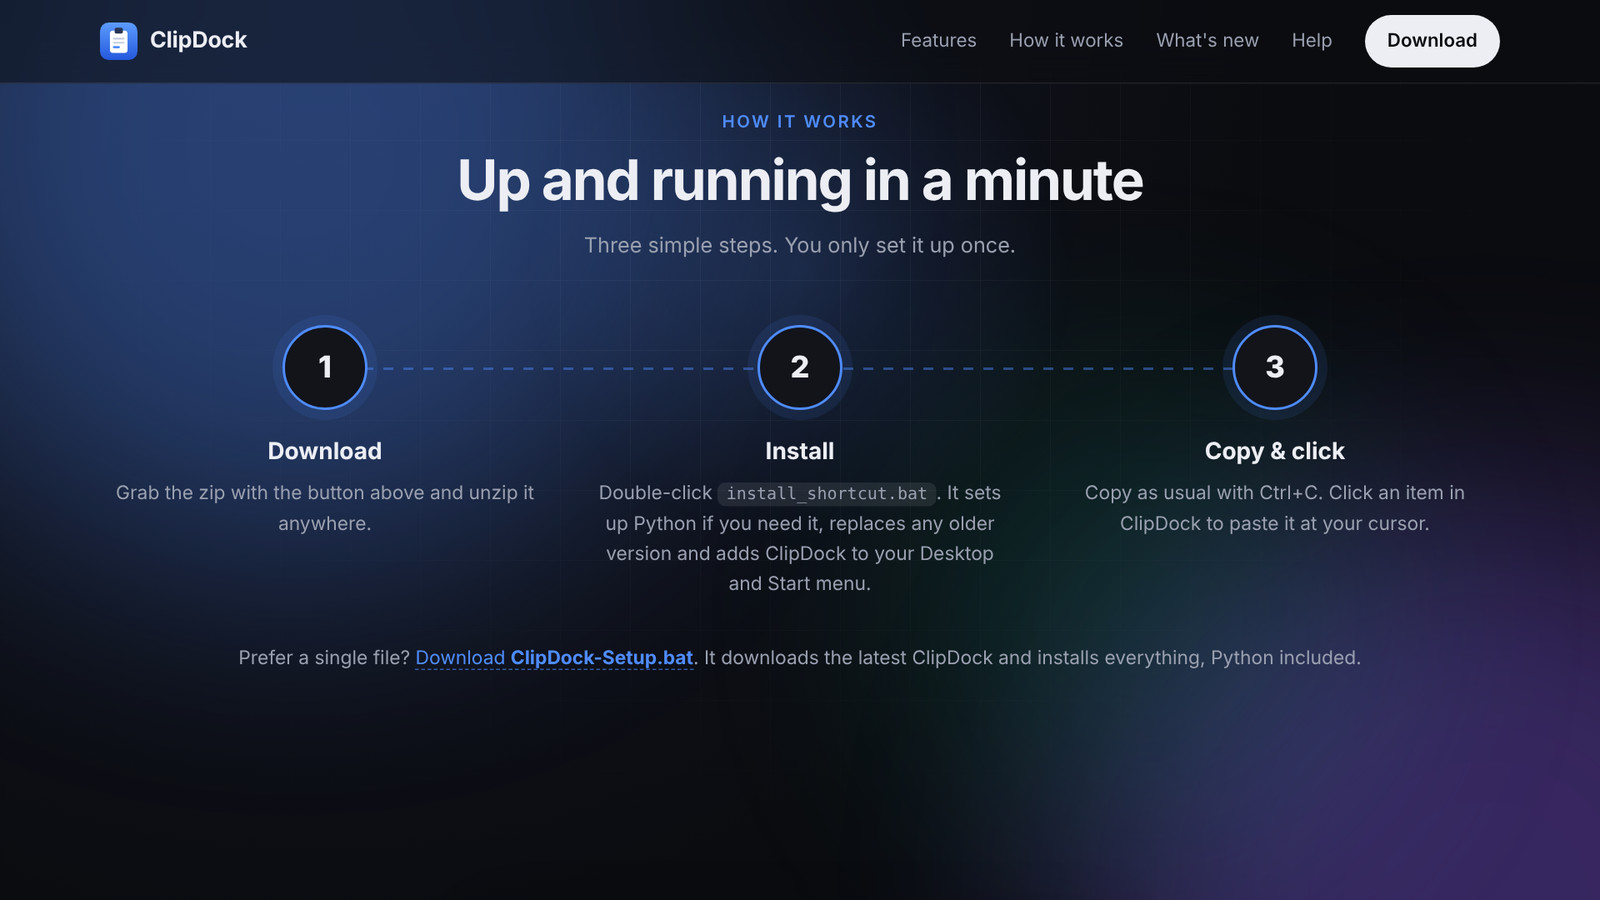 ClipDock
Features
How it works
What's new
Help
Download
HOW IT WORKS
Up and running in a minute
Three simple steps. You only set it up once.
1
2
3
Download
Grab the zip with the button above and unzip it
anywhere.
Install
Double-click install_shortcut.bat. It sets
up Python if you need it, replaces any older
version and adds ClipDock to your Desktop
and Start menu.
Copy & click
Copy as usual with Ctrl+C. Click an item in
ClipDock to paste it at your cursor.
Prefer a single file? Download ClipDock-Setup.bat. It downloads the latest ClipDock and installs everything, Python included.